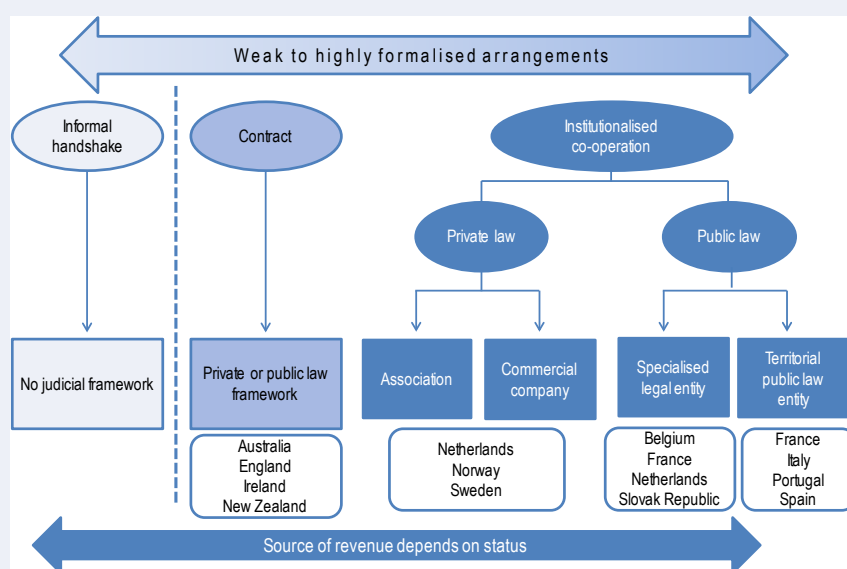 Weak to highly formalised arrangements
Informal
handshake
Contract
Institutionalised
co-operation
Private law
Public law
No judicial framework
Private or public law
framework
Association
Commercial
company
Specialised
legal entity
Territorial
public law
entity
Australia
England
Ireland
New Zealand
Netherlands
Norway
Sweden
Belgium
France
Netherlands
Slovak Republic
France
Italy
Portugal
Spain
Source of revenue depends on status